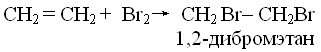 CH₂ = CH₂ + Br₂ → CH₂ Br – CH₂Br
1,2-дибромэтан